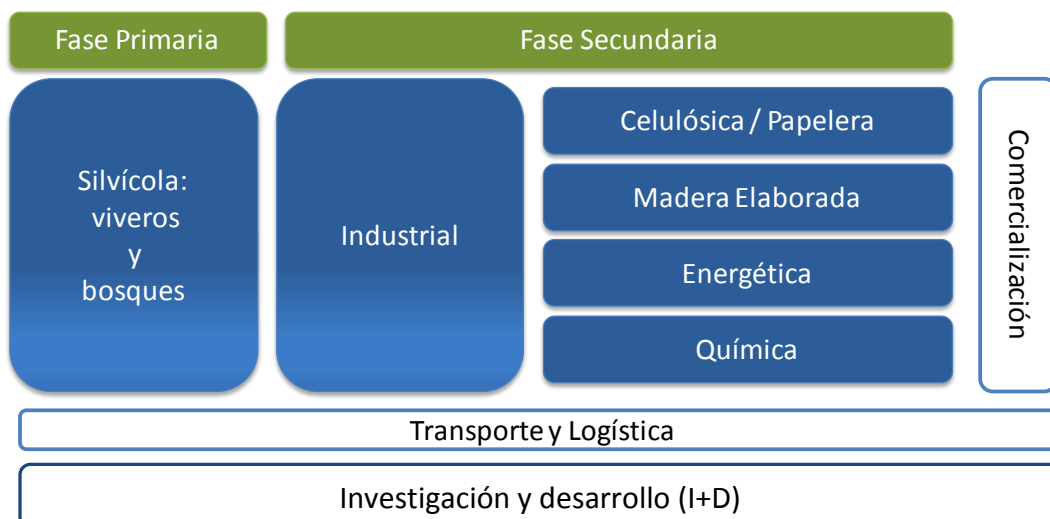 Fase Primaria
Fase Secundaria
Silvícola:
viveros
y
bosques
Industrial
Celulósica / Papelera
Madera Elaborada
Energética
Química
Comercialización
Transporte y Logística
Investigación y desarrollo (I+D)